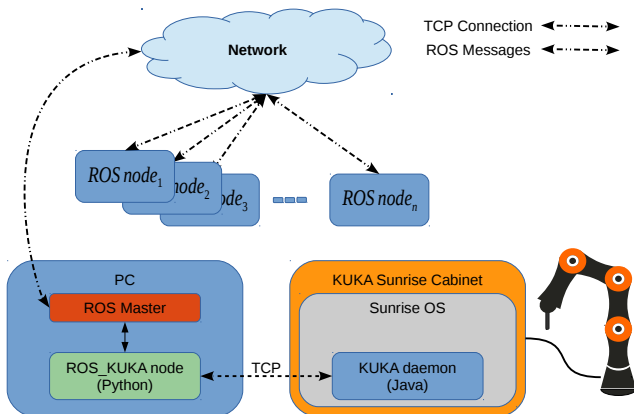 TCP Connection
ROS Messages
Network
ROS node1
node2
3
ROS noden
PC
ROS Master
ROS_KUKA node
(Python)
TCP
KUKA Sunrise Cabinet
Sunrise OS
KUKA daemon
(Java)